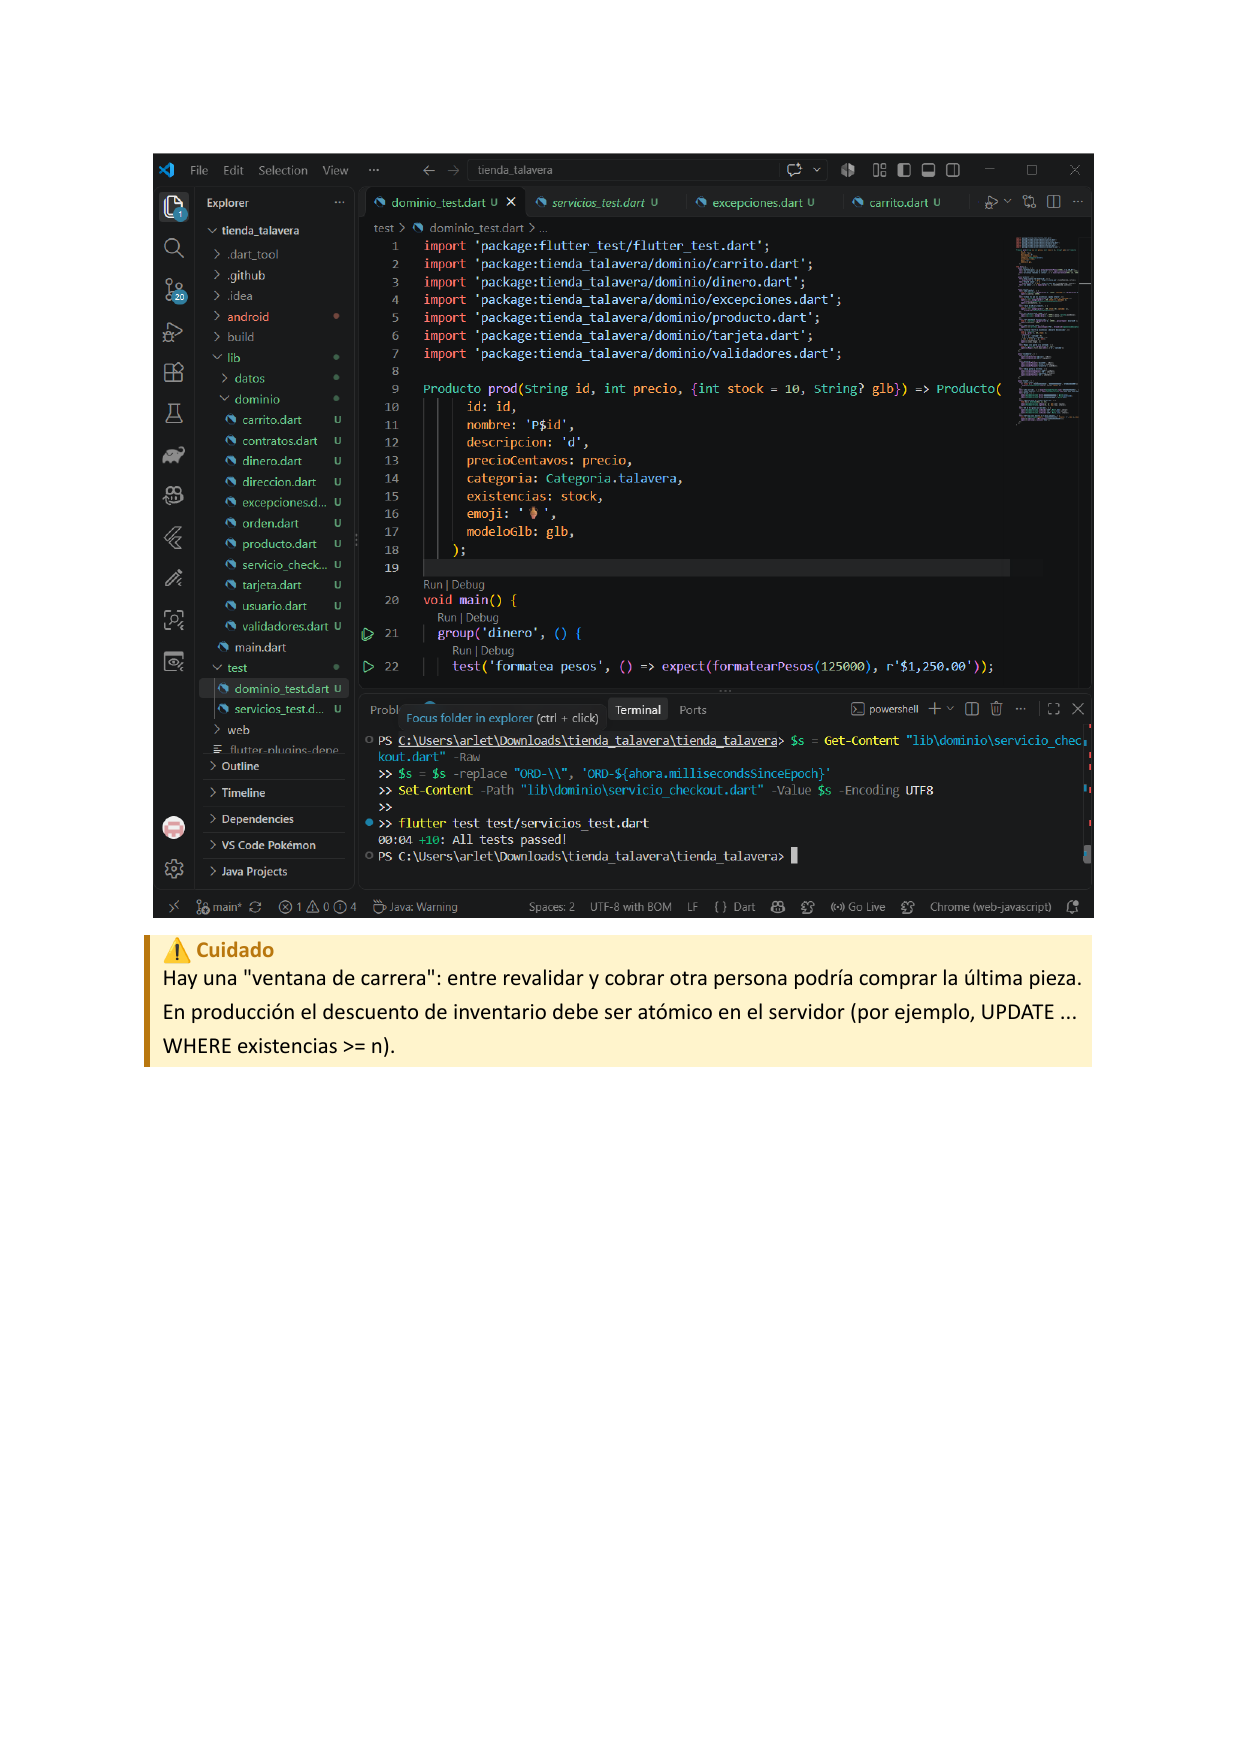 File Edit Selection View ... tienda_talavera
Explorer ...
tienda_talavera
.dart_tool
.github
.idea
android
build
lib
datos
dominio
carrito.dart U
contratos.dart U
dinero.dart U
direccion.dart U
excepciones.d... U
orden.dart U
producto.dart U
servicio_check... U
tarjeta.dart U
usuario.dart U
validadores.dart U
main.dart
test
dominio_test.dart U
servicios_test.d... U
web
.flutter-plugins-depe...
Outline
Timeline
Dependencies
VS Code Pokémon
Java Projects
1
20
dominio_test.dart U servicios_test.dart U excepciones.dart U carrito.dart U
test > dominio_test.dart > ...
1 import 'package:flutter_test/flutter_test.dart';
2 import 'package:tienda_talavera/dominio/carrito.dart';
3 import 'package:tienda_talavera/dominio/dinero.dart';
4 import 'package:tienda_talavera/dominio/excepciones.dart';
5 import 'package:tienda_talavera/dominio/producto.dart';
6 import 'package:tienda_talavera/dominio/tarjeta.dart';
7 import 'package:tienda_talavera/dominio/validadores.dart';
8
9 Producto prod(String id, int precio, {int stock = 10, String? glb}) => Producto(
10 id: id,
11 nombre: 'P$id',
12 descripcion: 'd',
13 precioCentavos: precio,
14 categoria: Categoria.talavera,
15 existencias: stock,
16 emoji: '🏺',
17 modeloGlb: glb,
18 );
19
Run | Debug
20 void main() {
Run | Debug
21 group('dinero', () {
Run | Debug
22 test('formatea pesos', () => expect(formatearPesos(125000), r'$1,250.00'));
Probl
Focus folder in explorer (ctrl + click)
Terminal Ports powershell
PS C:\Users\arlet\Downloads\tienda_talavera\tienda_talavera> $s = Get-Content "lib\dominio\servicio_chec
kout.dart" -Raw
>> $s = $s -replace "ORD-\\", 'ORD-${ahora.millisecondsSinceEpoch}'
>> Set-Content -Path "lib\dominio\servicio_checkout.dart" -Value $s -Encoding UTF8
>>
>> flutter test test/servicios_test.dart
00:04 +10: All tests passed!
PS C:\Users\arlet\Downloads\tienda_talavera\tienda_talavera>
main* 1 0 4 Java: Warning Spaces: 2 UTF-8 with BOM LF { } Dart Go Live Chrome (web-javascript)
⚠️ Cuidado
Hay una "ventana de carrera": entre revalidar y cobrar otra persona podría comprar la última pieza.
En producción el descuento de inventario debe ser atómico en el servidor (por ejemplo, UPDATE ...
WHERE existencias >= n).